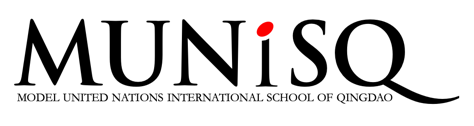 MUNiSQ
MODEL UNITED NATIONS INTERNATIONAL SCHOOL OF QINGDAO